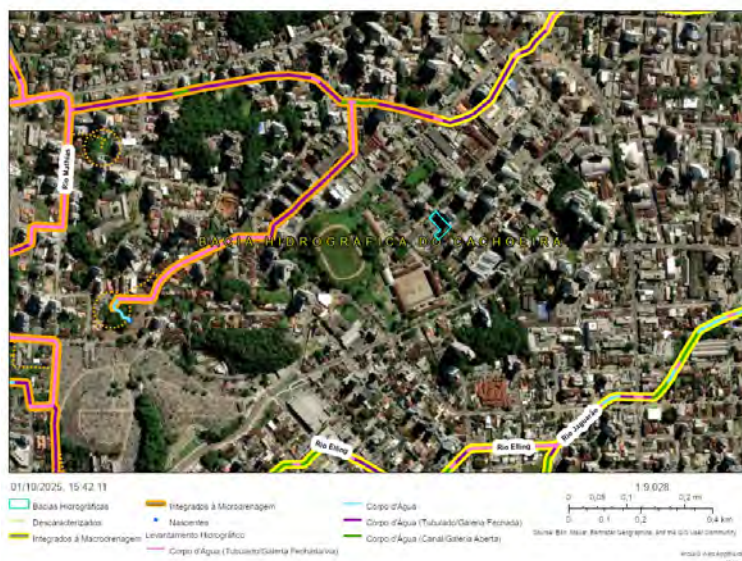 Rio Mathias
BACIA HIDROGRÁFICA DO CACHOEIRA
Rio Elling
Rio Elling
Rio Jaguarão
01/10/2025, 15:42:11
1:9.028
Bacias Hidrográficas
Descaracterizados
Integrados à Macrodrenagem
Integrados à Microdrenagem
Nascentes
Levantamento Hidrográfico
Corpo d'Água (Tubulado/Galeria Fechada/via)
Corpo d'Água
Corpo d'Água (Tubulado/Galeria Fechada)
Corpo d'Água (Canal/Galeria Aberta)
0 0,05 0,1 0,2 mi
0 0,1 0,2 0,4 km